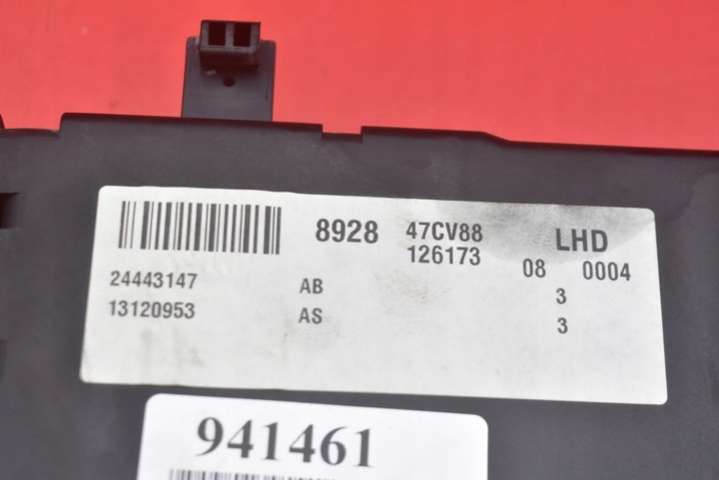 8928 47CV88 LHD
126173 08 0004
24443147 AB 3
13120953 AS 3
941461